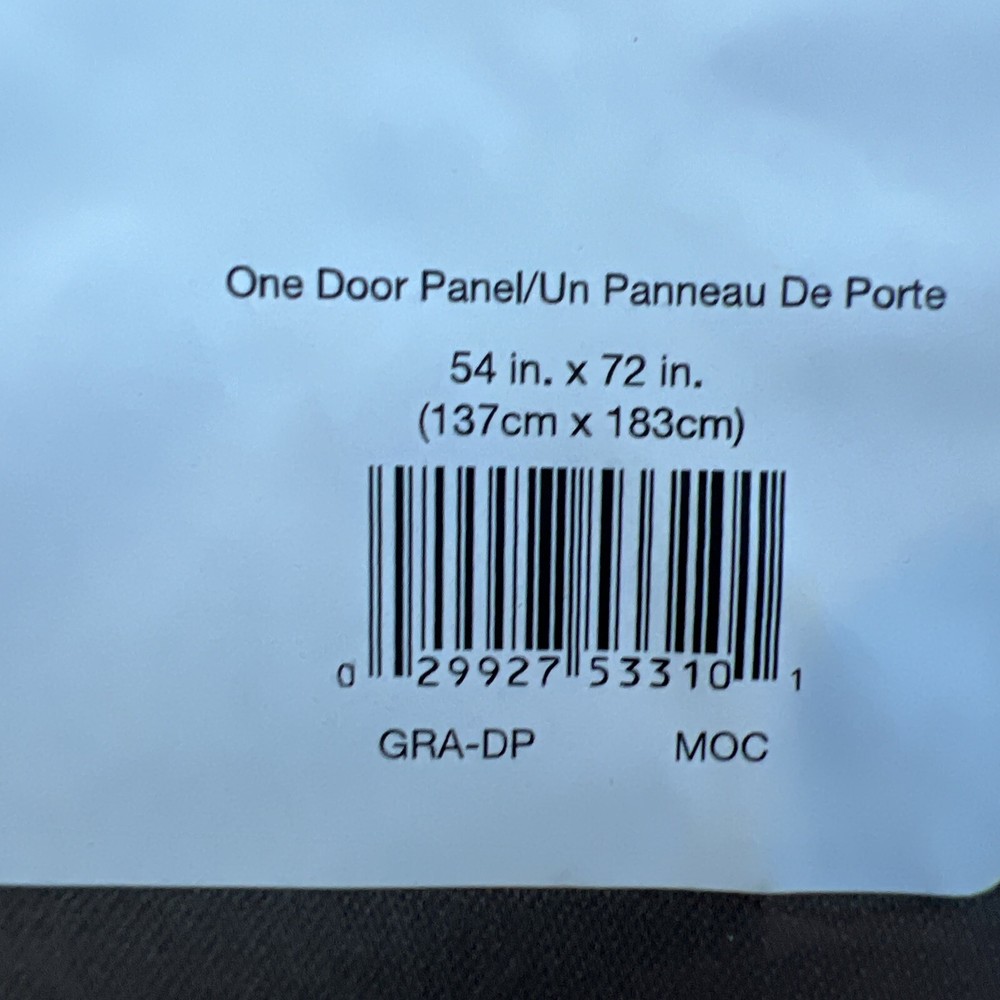 One Door Panel/Un Panneau De Porte
54 in. x 72 in.
(137cm x 183cm)
0 29927 53310 1
GRA-DP MOC